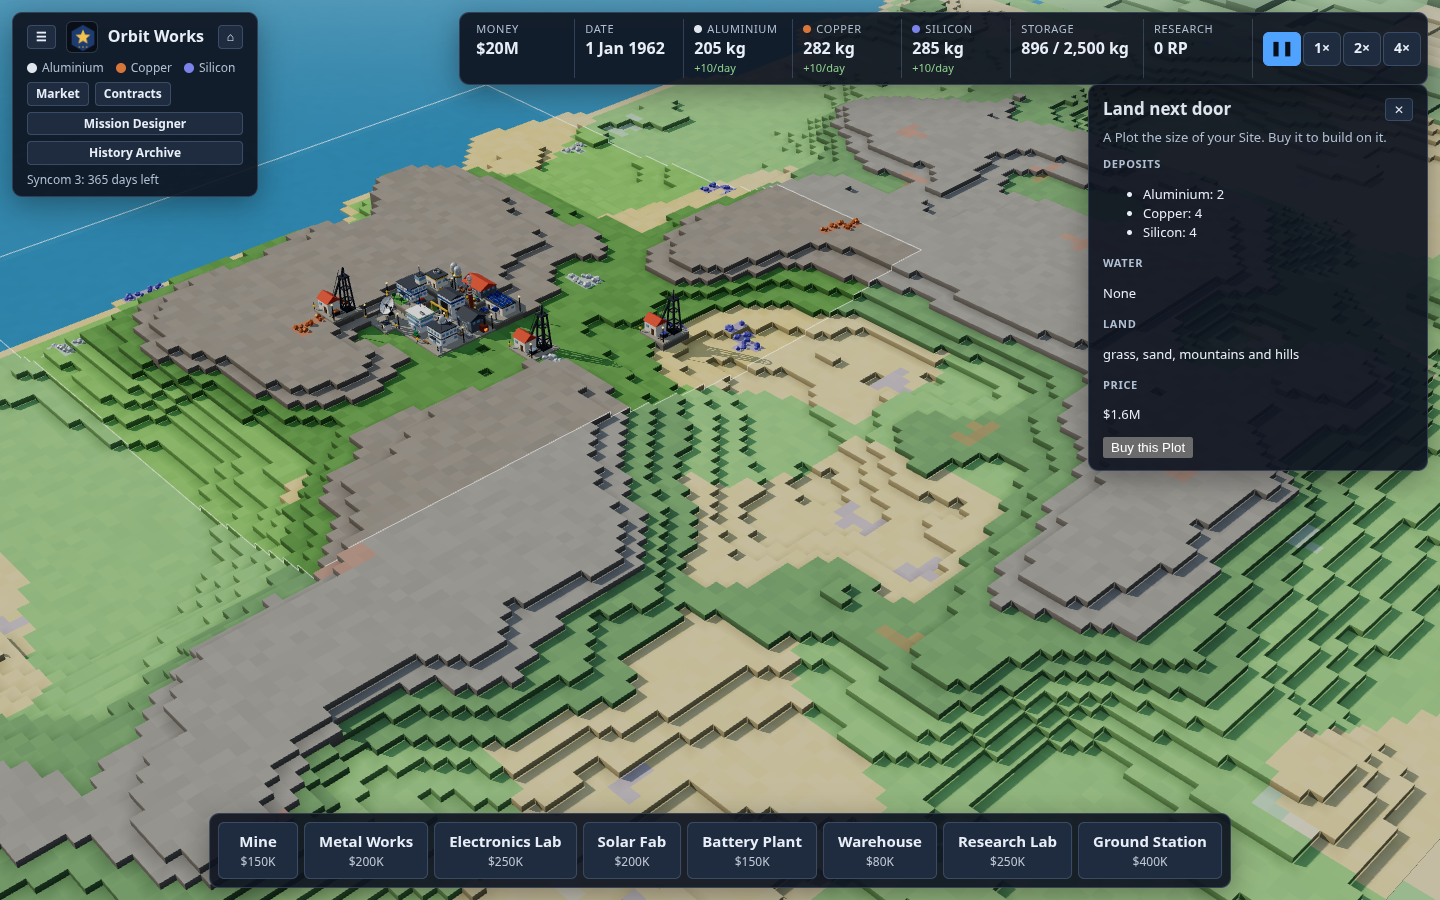 ☰ Orbit Works ⌂
Aluminium Copper Silicon
Market Contracts
Mission Designer
History Archive
Syncom 3: 365 days left
MONEY
$20M
DATE
1 Jan 1962
ALUMINIUM
205 kg
+10/day
COPPER
282 kg
+10/day
SILICON
285 kg
+10/day
STORAGE
896 / 2,500 kg
RESEARCH
0 RP
1× 2× 4×
Land next door ×
A Plot the size of your Site. Buy it to build on it.
DEPOSITS
• Aluminium: 2
• Copper: 4
• Silicon: 4
WATER
None
LAND
grass, sand, mountains and hills
PRICE
$1.6M
Buy this Plot
Mine
$150K
Metal Works
$200K
Electronics Lab
$250K
Solar Fab
$200K
Battery Plant
$150K
Warehouse
$80K
Research Lab
$250K
Ground Station
$400K